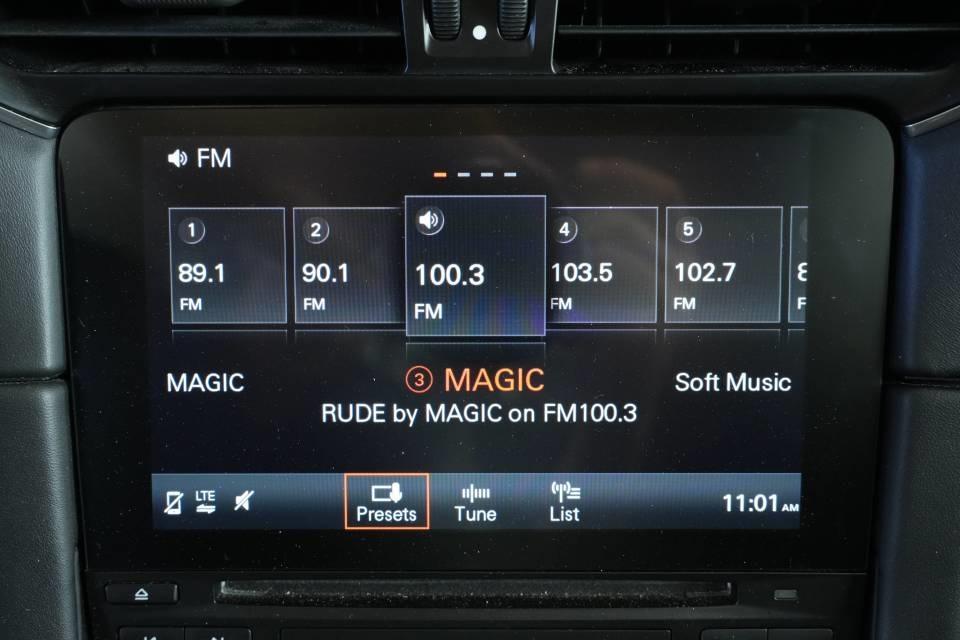 FM
1
89.1
FM
2
90.1
FM
100.3
FM
4
103.5
FM
5
102.7
FM
MAGIC
3 MAGIC
Soft Music
RUDE by MAGIC on FM100.3
LTE
Presets
Tune
List
11:01 AM